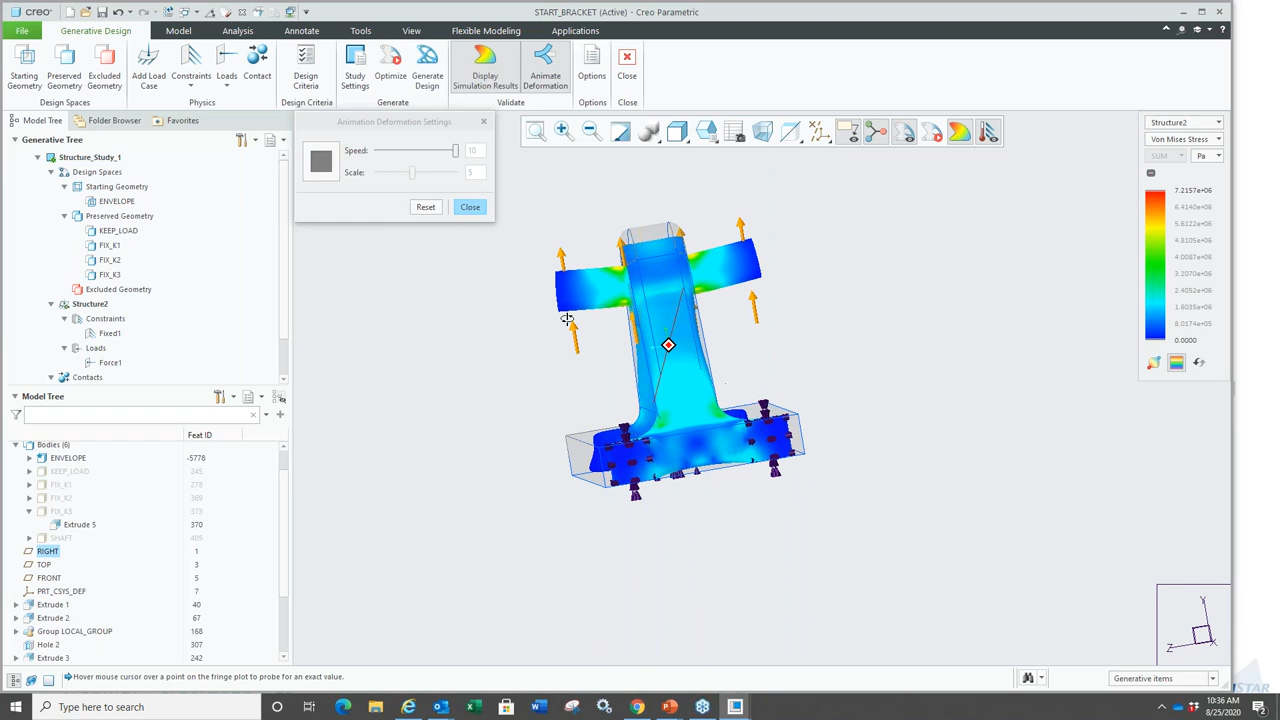 creo
START_BRACKET (Active) - Creo Parametric
File
Generative Design
Model
Analysis
Annotate
Tools
View
Flexible Modeling
Applications
Starting Geometry
Preserved Geometry
Excluded Geometry
Add Load Case
Constraints
Loads
Contact
Design Criteria
Study Settings
Optimize
Generate Design
Display Simulation Results
Animate Deformation
Options
Close
Design Spaces
Physics
Design Criteria
Generate
Validate
Options
Close
Model Tree
Folder Browser
Favorites
Generative Tree
Structure_Study_1
Design Spaces
Starting Geometry
ENVELOPE
Preserved Geometry
KEEP_LOAD
FIX_K1
FIX_K2
FIX_K3
Excluded Geometry
Structure2
Constraints
Fixed1
Loads
Force1
Contacts
Model Tree
Feat ID
Bodies (6)
ENVELOPE -5778
KEEP_LOAD 245
FIX_K1 278
FIX_K2 369
FIX_K3 373
Extrude 5 370
SHAFT 405
RIGHT 1
TOP 3
FRONT 5
PRT_CSYS_DEF 7
Extrude 1 40
Extrude 2 67
Group LOCAL_GROUP 168
Hole 2 307
Extrude 3 242
Animation Deformation Settings
Speed: 10
Scale: 5
Reset
Close
Structure2
Von Mises Stress
SUM
Pa
7.2157e+06
6.4140e+06
5.6122e+06
4.8105e+06
4.0087e+06
3.2070e+06
2.4052e+06
1.6035e+06
8.0174e+05
0.0000
Y
Z
X
Hover mouse cursor over a point on the fringe plot to probe for an exact value.
Generative items
Type here to search
10:36 AM
8/25/2020
2